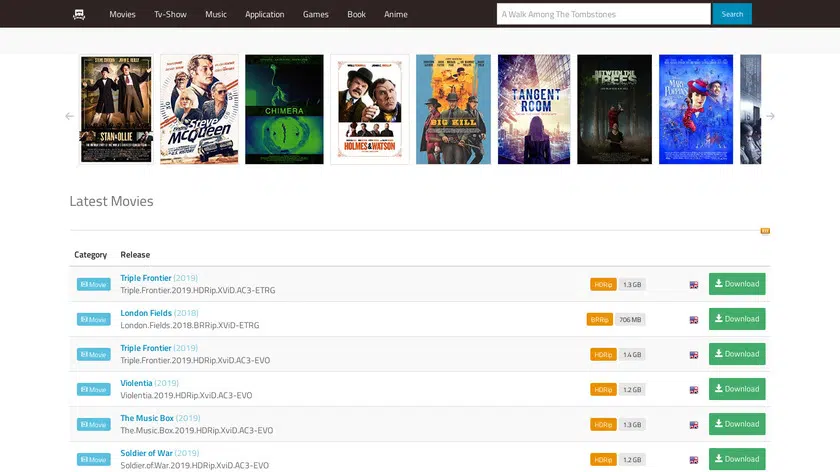 Movies Tv-Show Music Application Games Book Anime A Walk Among The Tombstones Search
STAN & OLLIE
Finding
STEVE
McQUEEN
CHIMERA
HOLMES & WATSON
BIG KILL
TANGENT
ROOM
BETWEEN THE
TREES
MARY
POPPINS
Latest Movies
Category Release
Movie Triple Frontier (2019) HDRip 1.3 GB Download
Triple.Frontier.2019.HDRip.XViD.AC3-ETRG
Movie London Fields (2018) BRRip 706 MB Download
London.Fields.2018.BRRip.XViD-ETRG
Movie Triple Frontier (2019) HDRip 1.4 GB Download
Triple.Frontier.2019.HDRip.XviD.AC3-EVO
Movie Violentia (2019) HDRip 1.2 GB Download
Violentia.2019.HDRip.XviD.AC3-EVO
Movie The Music Box (2019) HDRip 1.3 GB Download
The.Music.Box.2019.HDRip.XviD.AC3-EVO
Movie Soldier of War (2019) HDRip 1.2 GB Download
Soldier.of.War.2019.HDRip.XviD.AC3-EVO